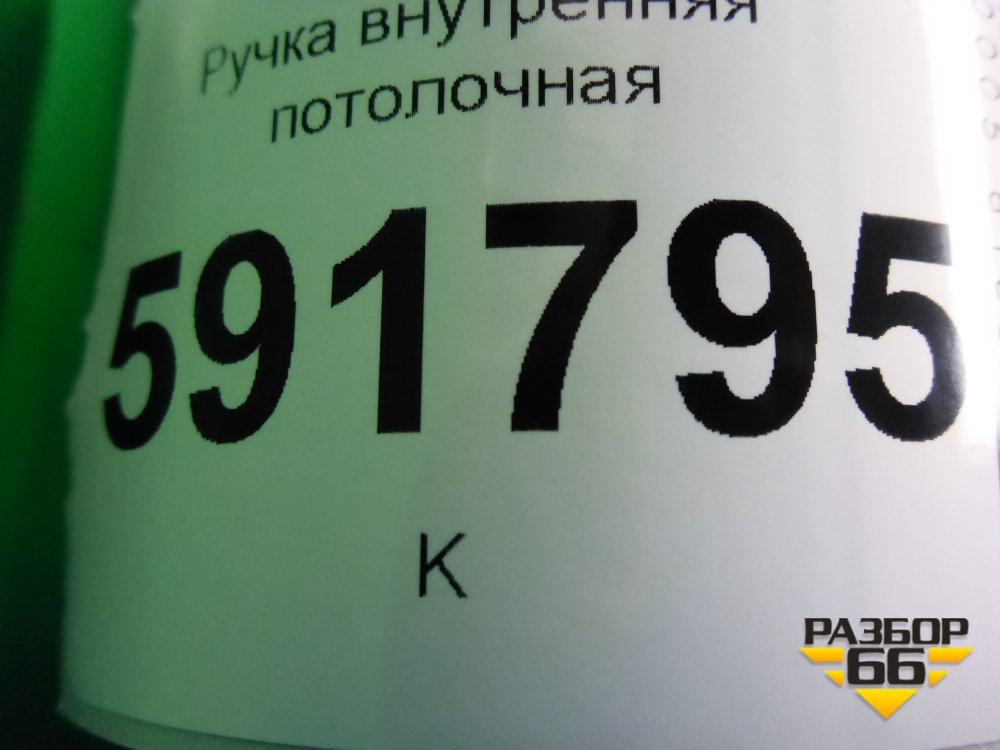 Ручка внутренняя
потолочная
591795
К
РАЗБОР
66